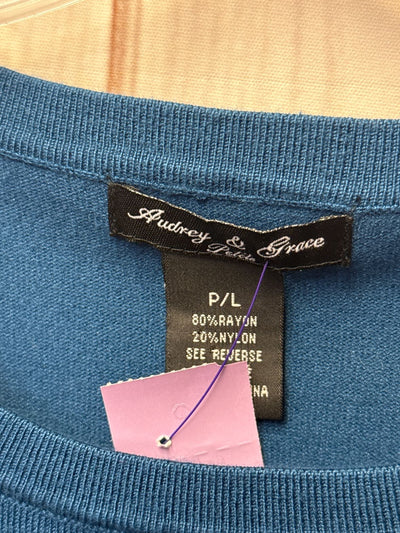 Audrey & Grace
Petite
P/L
80%RAYON
20%NYLON
SEE REVERSE